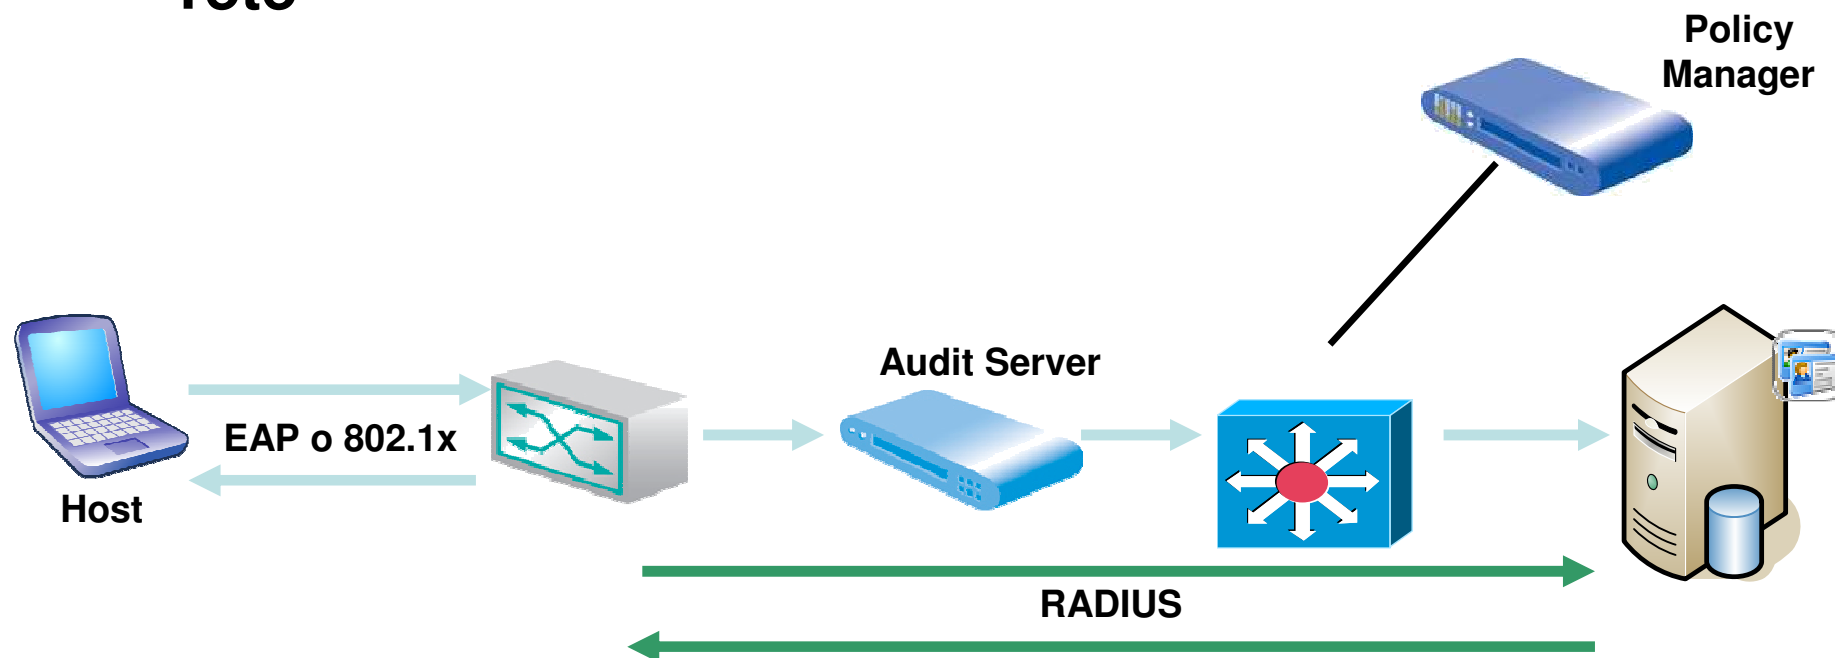 Policy
Manager
Audit Server
EAP o 802.1x
Host
RADIUS